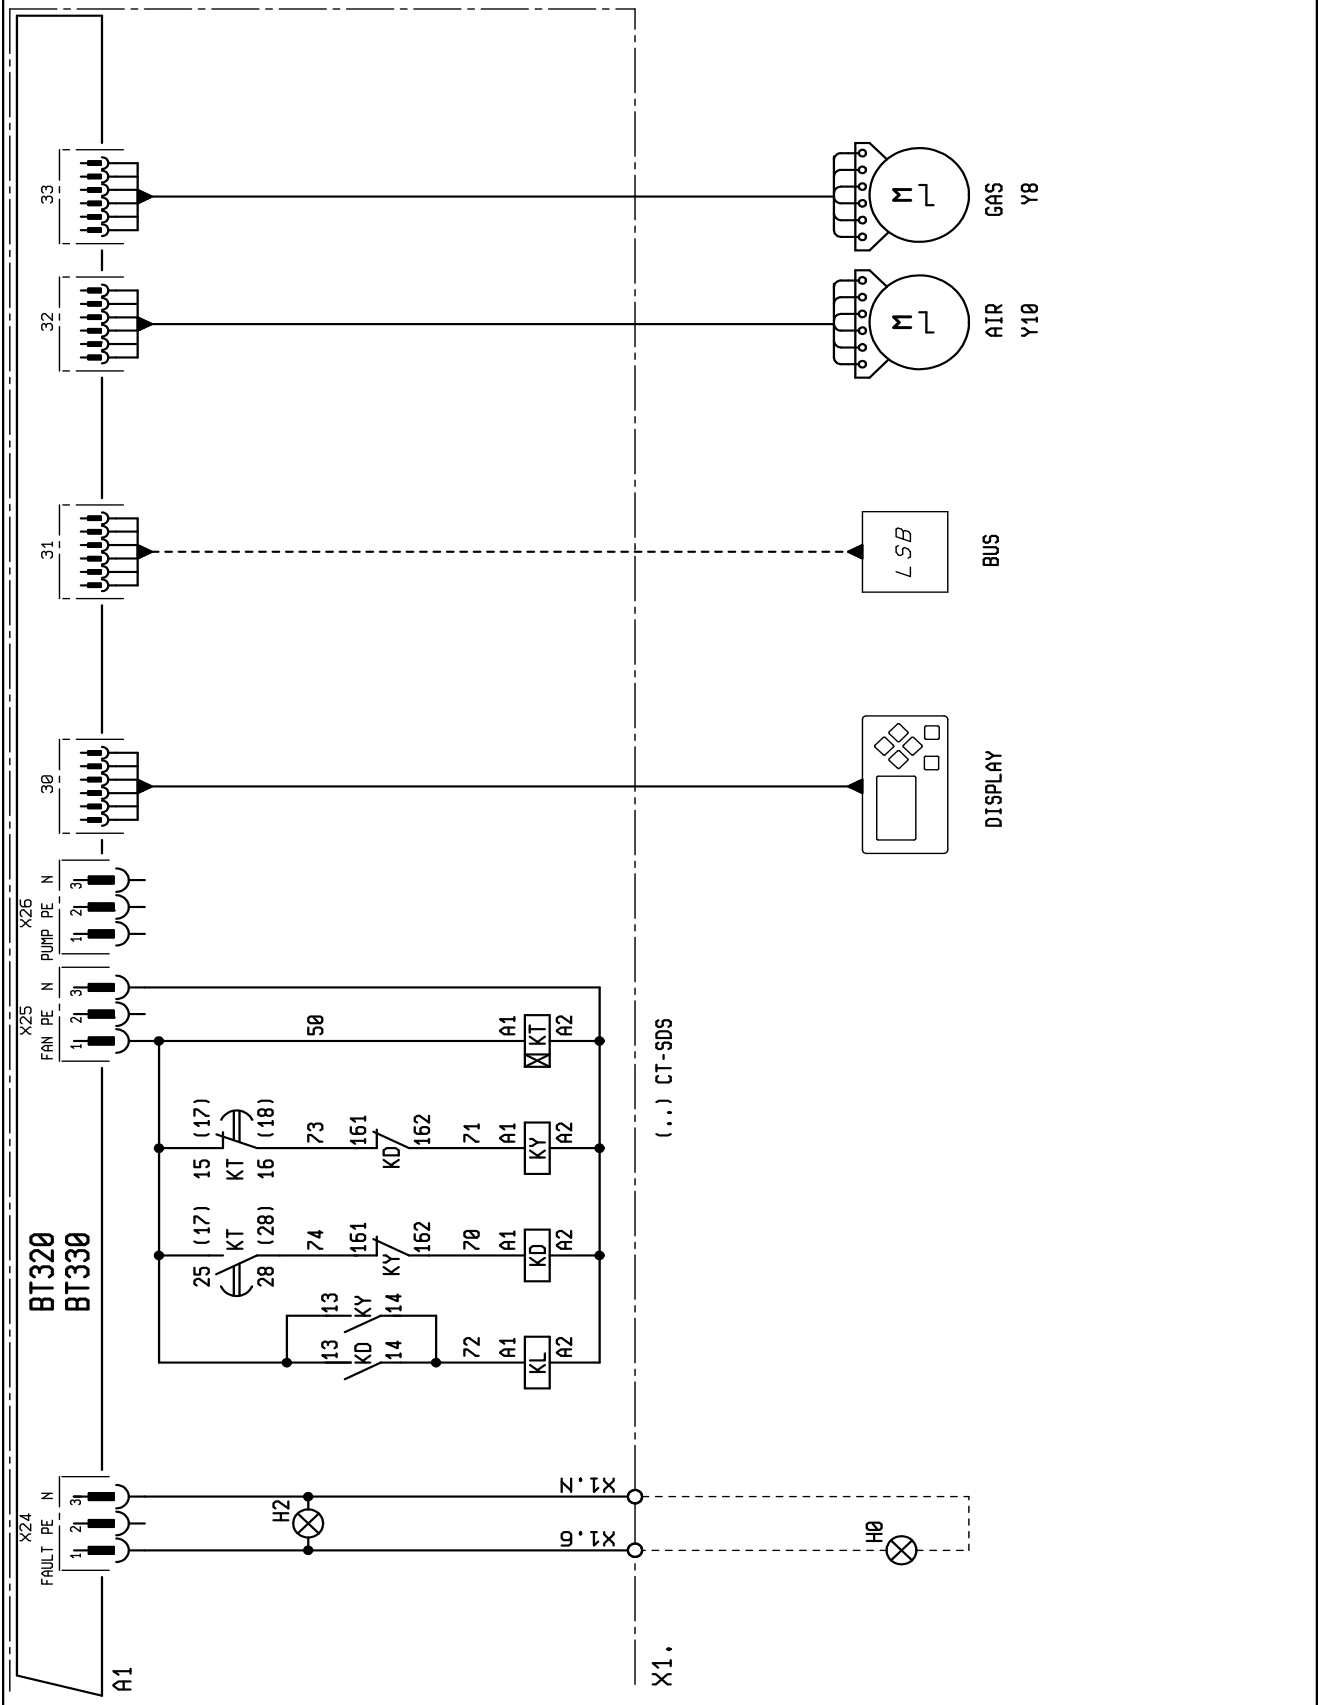 A1
BT320
BT330
X24
FAULT PE N
1 2 3
X25
FAN PE N
1 2 3
X26
PUMP PE N
1 2 3
30
31
32
33
H2
X1.6
X1.N
13
KD
14
13
KY
14
72
A1
KL
A2
25 (17)
KT
28 (28)
74
161
KY
162
70
A1
KD
A2
15 (17)
KT
16 (18)
73
161
KD
162
71
A1
KY
A2
50
A1
KT
A2
X1.
(..) CT-SDS
H0
DISPLAY
LSB
BUS
M
AIR
Y10
M
GAS
Y8